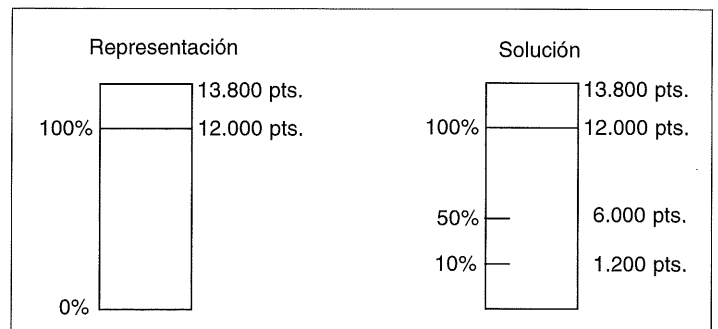 Representación
13.800 pts.
100% 12.000 pts.
0%
Solución
13.800 pts.
100% 12.000 pts.
50% 6.000 pts.
10% 1.200 pts.